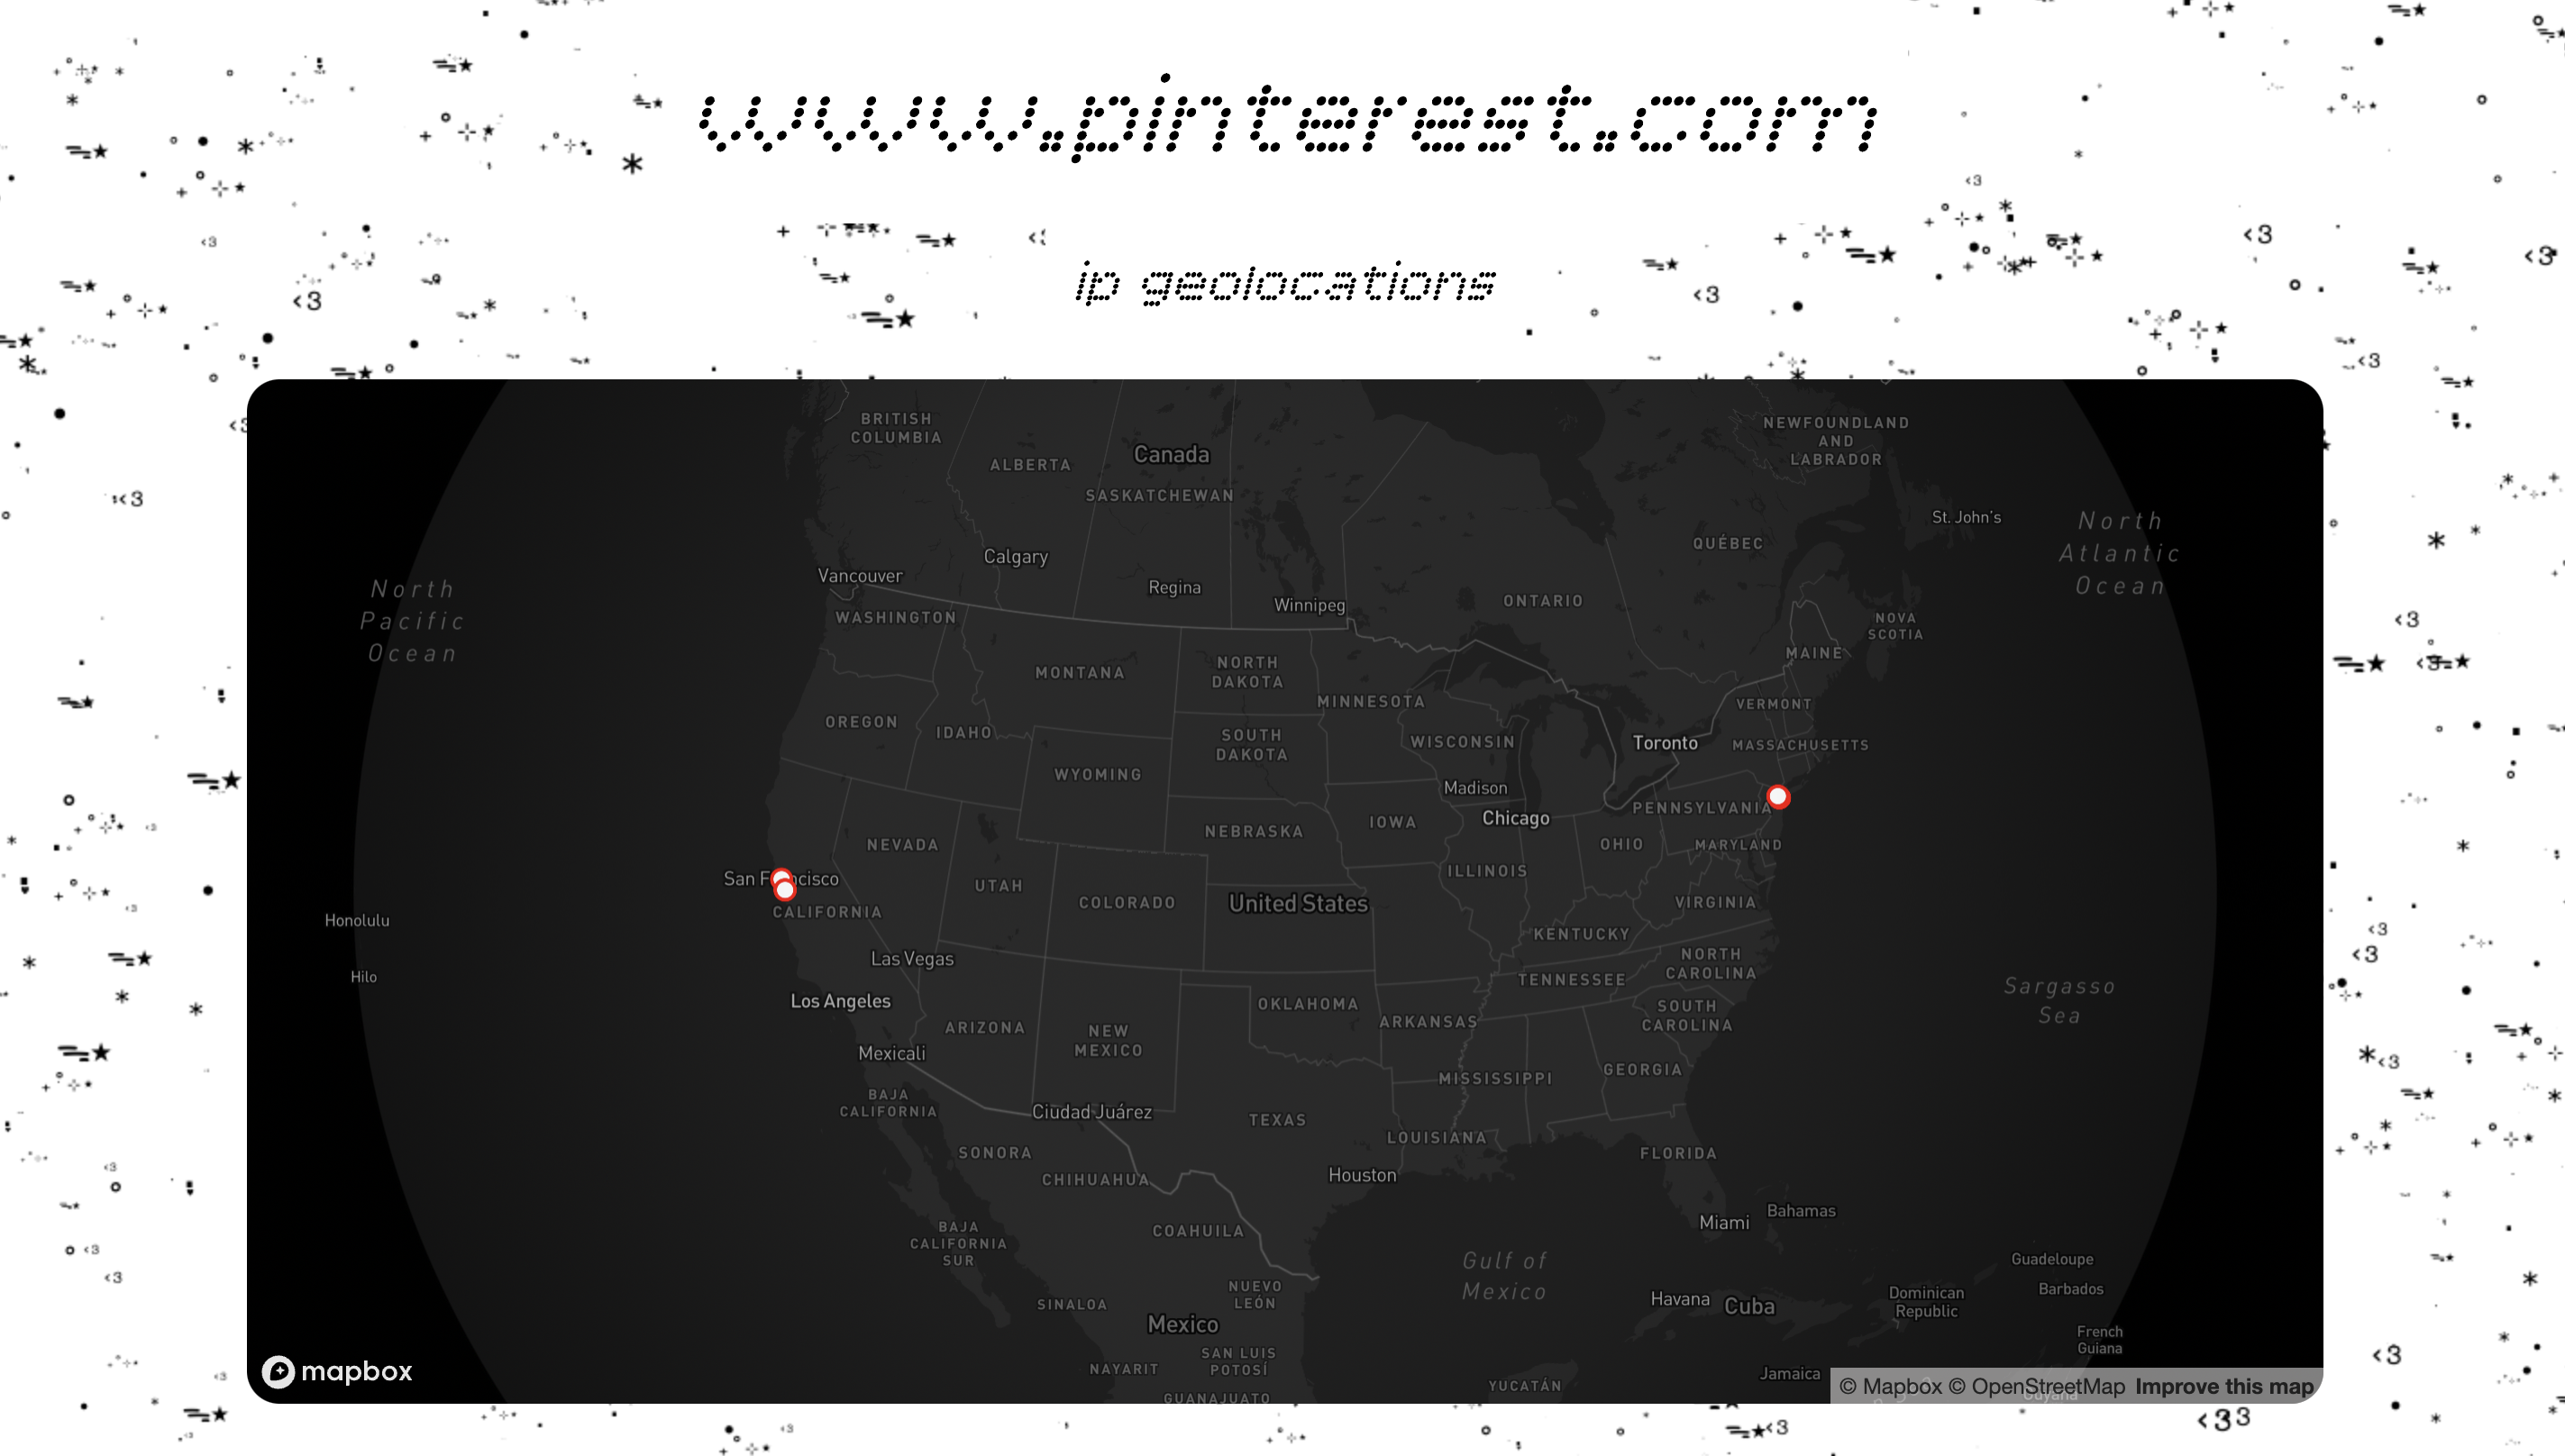 www.pinterest.com
ip geolocations
BRITISH
COLUMBIA
ALBERTA
Canada
SASKATCHEWAN
NEWFOUNDLAND
AND
LABRADOR
St. John's
North
Atlantic
Ocean
QUÉBEC
Calgary
Vancouver
Regina
Winnipeg
ONTARIO
North
Pacific
Ocean
WASHINGTON
NOVA
SCOTIA
MAINE
MONTANA
NORTH
DAKOTA
MINNESOTA
VERMONT
OREGON
IDAHO
SOUTH
DAKOTA
WISCONSIN
Toronto
MASSACHUSETTS
WYOMING
Madison
PENNSYLVANIA
Chicago
NEBRASKA
IOWA
NEVADA
OHIO
MARYLAND
San F ncisco
UTAH
ILLINOIS
COLORADO
United States
VIRGINIA
CALIFORNIA
Honolulu
KENTUCKY
Las Vegas
NORTH
CAROLINA
Hilo
TENNESSEE
Sargasso
Sea
Los Angeles
OKLAHOMA
SOUTH
CAROLINA
ARKANSAS
ARIZONA
NEW
MEXICO
Mexicali
GEORGIA
MISSISSIPPI
BAJA
CALIFORNIA
Ciudad Juárez
TEXAS
LOUISIANA
SONORA
FLORIDA
CHIHUAHUA
Houston
COAHUILA
Miami
Bahamas
BAJA
CALIFORNIA
SUR
Gulf of
Mexico
Guadeloupe
Barbados
NUEVO
LEÓN
SINALOA
Havana
Cuba
Dominican
Republic
Mexico
French
Guiana
SAN LUIS
POTOSÍ
NAYARIT
Jamaica
YUCATÁN
GUANAJUATO
mapbox
© Mapbox © OpenStreetMap Improve this map